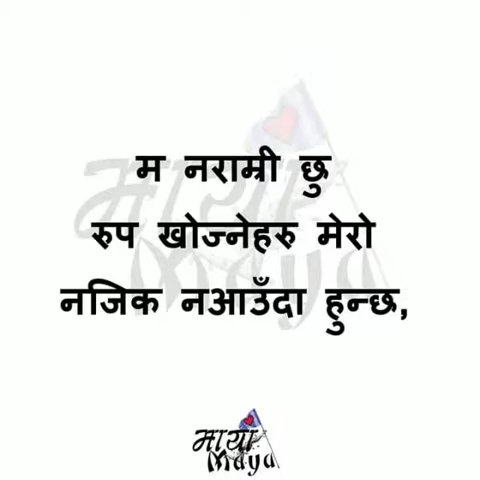 म नराम्री छु
रुप खोज्नेहरु मेरो
नजिक नआउँदा हुन्छ,
माया
Maya